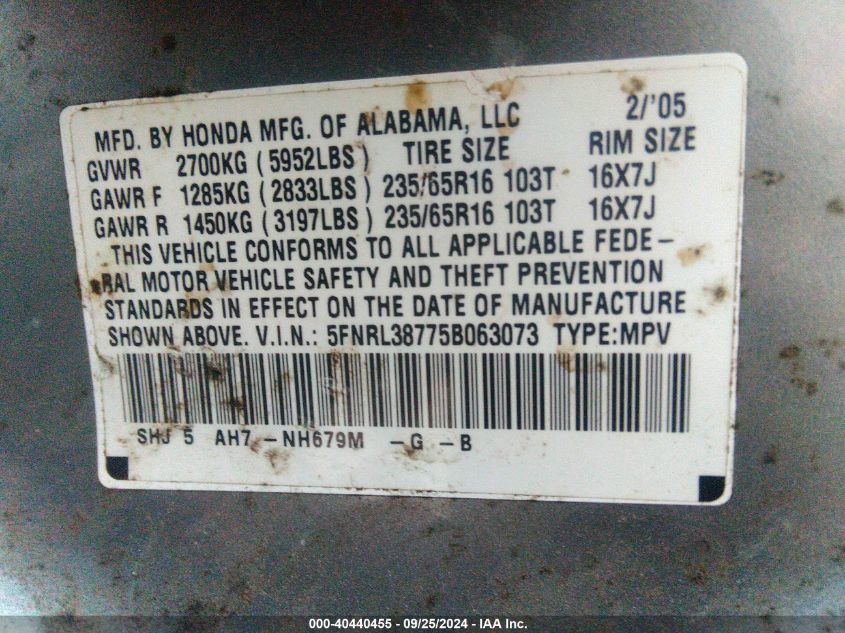 MFD. BY HONDA MFG. OF ALABAMA, LLC 2/'05
GVWR 2700KG (5952LBS) TIRE SIZE RIM SIZE
GAWR F 1285KG (2833LBS) 235/65R16 103T 16X7J
GAWR R 1450KG (3197LBS) 235/65R16 103T 16X7J
THIS VEHICLE CONFORMS TO ALL APPLICABLE FEDE-
RAL MOTOR VEHICLE SAFETY AND THEFT PREVENTION
STANDARDS IN EFFECT ON THE DATE OF MANUFACTURE
SHOWN ABOVE. V.I.N.: 5FNRL38775B063073 TYPE:MPV
SHJ 5 AH7 -NH679M -G -B
000-40440455 - 09/25/2024 - IAA Inc.